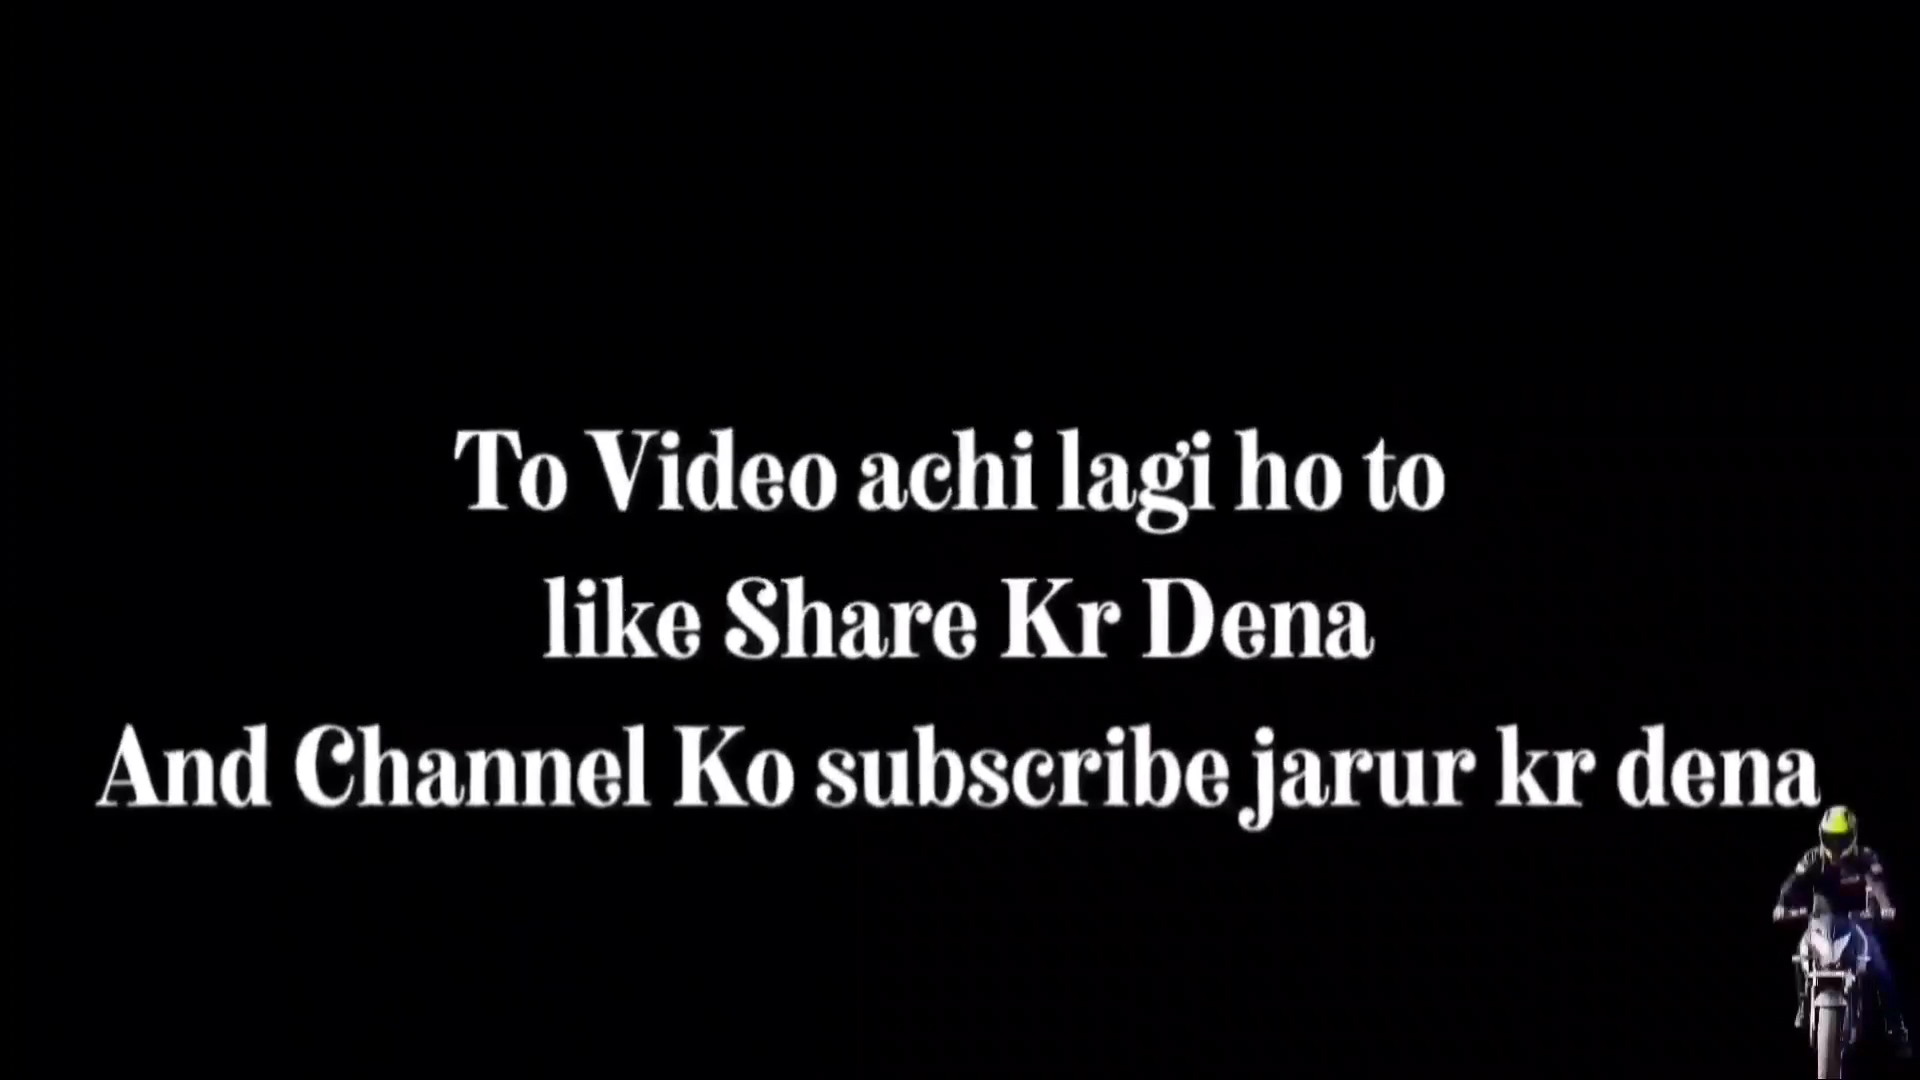 To Video achi lagi ho to
like Share Kr Dena
And Channel Ko subscribe jarur kr dena